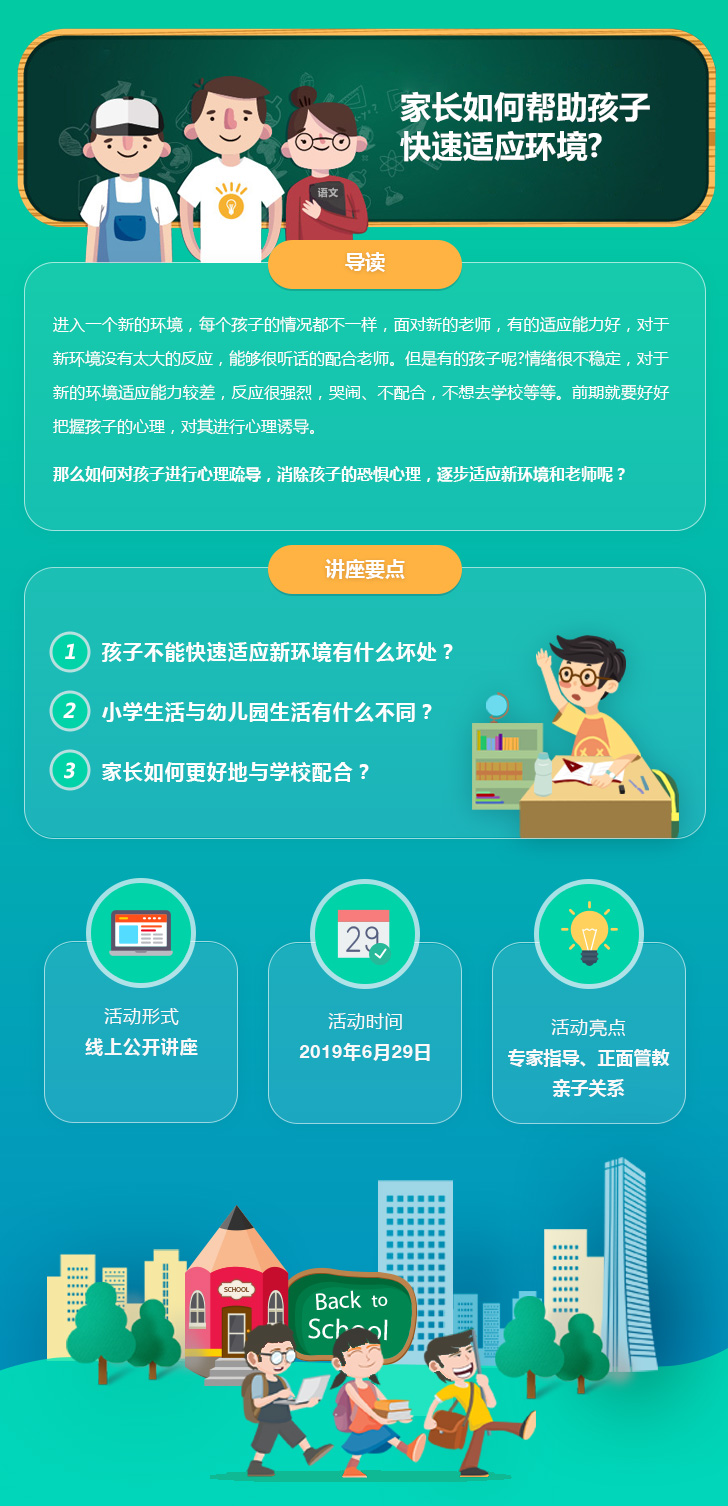 家长如何帮助孩子
快速适应环境?
语文
导读
进入一个新的环境，每个孩子的情况都不一样，面对新的老师，有的适应能力好，对于
新环境没有太大的反应，能够很听话的配合老师。但是有的孩子呢?情绪很不稳定，对于
新的环境适应能力较差，反应很强烈，哭闹、不配合，不想去学校等等。前期就要好好
把握孩子的心理，对其进行心理诱导。
那么如何对孩子进行心理疏导，消除孩子的恐惧心理，逐步适应新环境和老师呢？
讲座要点
1 孩子不能快速适应新环境有什么坏处？
2 小学生活与幼儿园生活有什么不同？
3 家长如何更好地与学校配合？
29
活动形式
线上公开讲座
活动时间
2019年6月29日
活动亮点
专家指导、正面管教
亲子关系
SCHOOL
Back to
School